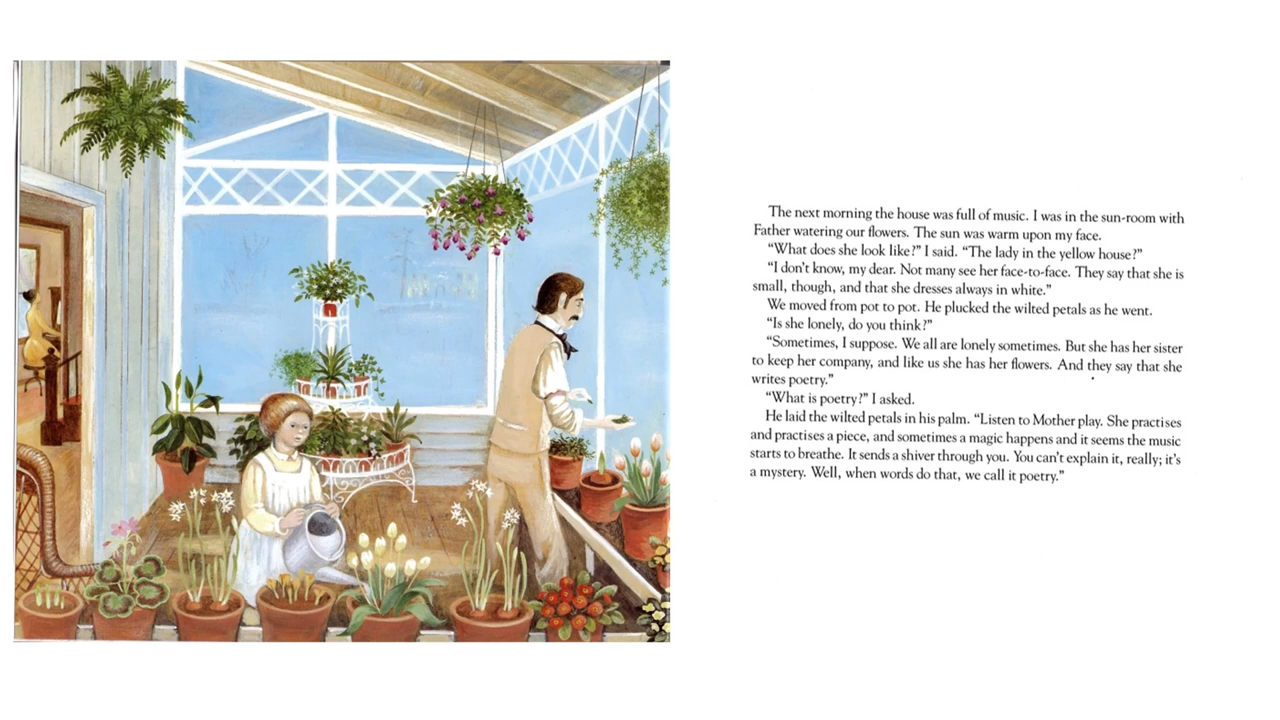 The next morning the house was full of music. I was in the sun-room with
Father watering our flowers. The sun was warm upon my face.
“What does she look like?” I said. “The lady in the yellow house?”
“I don’t know, my dear. Not many see her face-to-face. They say that she is
small, though, and that she dresses always in white.”
We moved from pot to pot. He plucked the wilted petals as he went.
“Is she lonely, do you think?”
“Sometimes, I suppose. We all are lonely sometimes. But she has her sister
to keep her company, and like us she has her flowers. And they say that she
writes poetry.”
“What is poetry?” I asked.
He laid the wilted petals in his palm. “Listen to Mother play. She practises
and practises a piece, and sometimes a magic happens and it seems the music
starts to breathe. It sends a shiver through you. You can’t explain it, really; it’s
a mystery. Well, when words do that, we call it poetry.”